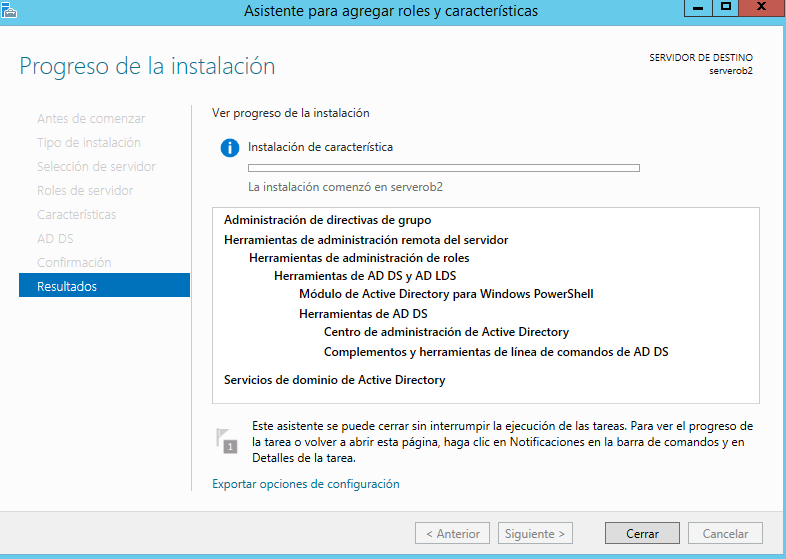 Asistente para agregar roles y características
Progreso de la instalación
SERVIDOR DE DESTINO
serverob2
Antes de comenzar
Tipo de instalación
Selección de servidor
Roles de servidor
Características
AD DS
Confirmación
Resultados
Ver progreso de la instalación
Instalación de característica
La instalación comenzó en serverob2
Administración de directivas de grupo
Herramientas de administración remota del servidor
Herramientas de administración de roles
Herramientas de AD DS y AD LDS
Módulo de Active Directory para Windows PowerShell
Herramientas de AD DS
Centro de administración de Active Directory
Complementos y herramientas de línea de comandos de AD DS
Servicios de dominio de Active Directory
1
Este asistente se puede cerrar sin interrumpir la ejecución de las tareas. Para ver el progreso de
la tarea o volver a abrir esta página, haga clic en Notificaciones en la barra de comandos y en
Detalles de la tarea.
Exportar opciones de configuración
< Anterior
Siguiente >
Cerrar
Cancelar